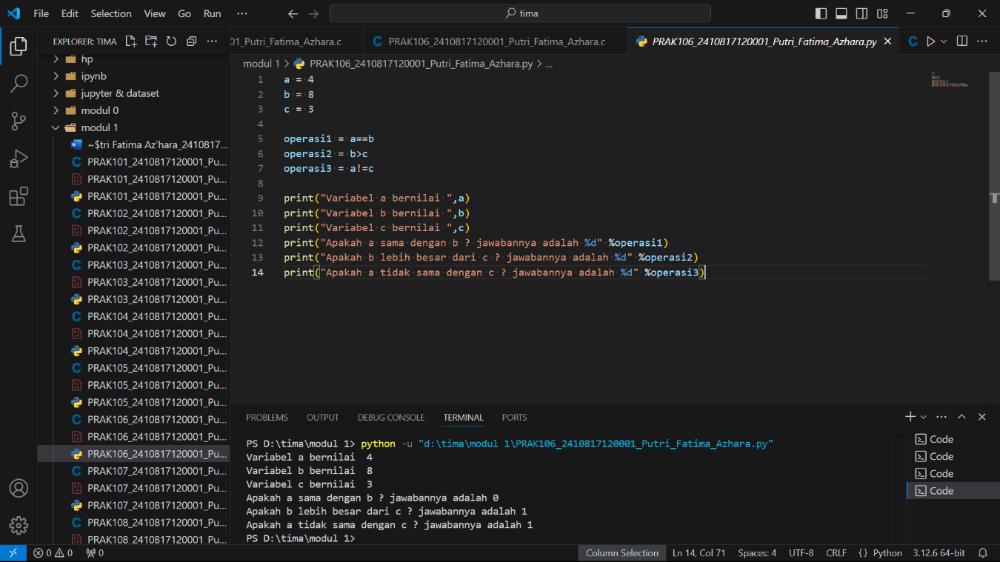 File Edit Selection View Go Run ··· tima
EXPLORER: TIMA ···
hp
ipynb
jupyter & dataset
modul 0
modul 1
~$tri Fatima Az'hara_2410817...
PRAK101_2410817120001_Pu...
PRAK101_2410817120001_Pu...
PRAK101_2410817120001_Pu...
PRAK102_2410817120001_Pu...
PRAK102_2410817120001_Pu...
PRAK102_2410817120001_Pu...
PRAK103_2410817120001_Pu...
PRAK103_2410817120001_Pu...
PRAK103_2410817120001_Pu...
PRAK104_2410817120001_Pu...
PRAK104_2410817120001_Pu...
PRAK104_2410817120001_Pu...
PRAK105_2410817120001_Pu...
PRAK105_2410817120001_Pu...
PRAK105_2410817120001_Pu...
PRAK106_2410817120001_Pu...
PRAK106_2410817120001_Pu...
PRAK106_2410817120001_Pu...
PRAK107_2410817120001_Pu...
PRAK107_2410817120001_Pu...
PRAK107_2410817120001_Pu...
PRAK108_2410817120001_Pu...
PRAK108_2410817120001_Pu...
01_Putri_Fatima_Azhara.c PRAK106_2410817120001_Putri_Fatima_Azhara.c PRAK106_2410817120001_Putri_Fatima_Azhara.py
modul 1 > PRAK106_2410817120001_Putri_Fatima_Azhara.py > ...
1 a = 4
2 b = 8
3 c = 3
4
5 operasi1 = a==b
6 operasi2 = b>c
7 operasi3 = a!=c
8
9 print("Variabel a bernilai ",a)
10 print("Variabel b bernilai ",b)
11 print("Variabel c bernilai ",c)
12 print("Apakah a sama dengan b ? jawabannya adalah %d" %operasi1)
13 print("Apakah b lebih besar dari c ? jawabannya adalah %d" %operasi2)
14 print("Apakah a tidak sama dengan c ? jawabannya adalah %d" %operasi3)
PROBLEMS OUTPUT DEBUG CONSOLE TERMINAL PORTS
PS D:\tima\modul 1> python -u "d:\tima\modul 1\PRAK106_2410817120001_Putri_Fatima_Azhara.py"
Variabel a bernilai  4
Variabel b bernilai  8
Variabel c bernilai  3
Apakah a sama dengan b ? jawabannya adalah 0
Apakah b lebih besar dari c ? jawabannya adalah 1
Apakah a tidak sama dengan c ? jawabannya adalah 1
PS D:\tima\modul 1>
Code
Code
Code
Code
0 0 0 Column Selection Ln 14, Col 71 Spaces: 4 UTF-8 CRLF {} Python 3.12.6 64-bit